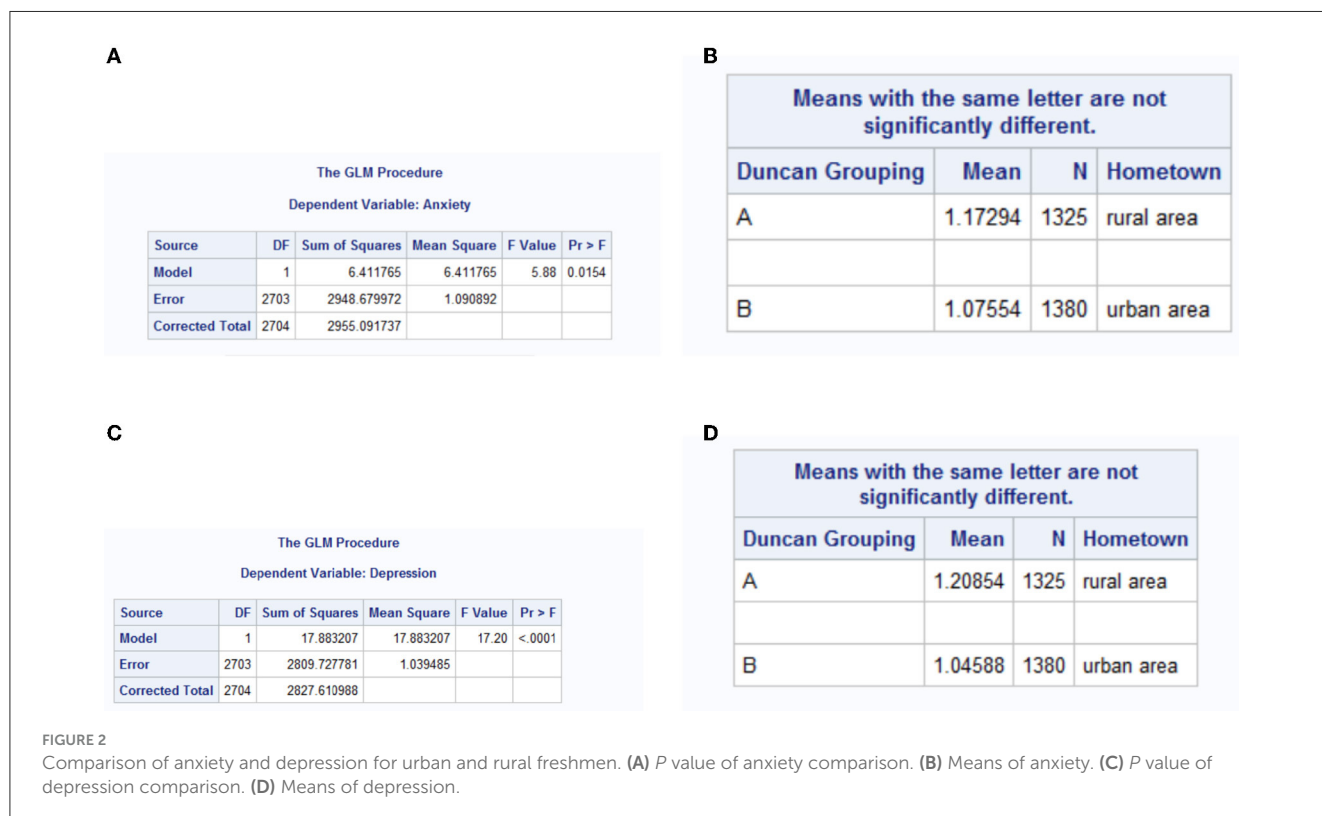 A
The GLM Procedure
Dependent Variable: Anxiety
Source DF Sum of Squares Mean Square F Value Pr > F
Model 1 6.411765 6.411765 5.88 0.0154
Error 2703 2948.679972 1.090892
Corrected Total 2704 2955.091737
B
Means with the same letter are not
significantly different.
Duncan Grouping Mean N Hometown
A 1.17294 1325 rural area
B 1.07554 1380 urban area
C
The GLM Procedure
Dependent Variable: Depression
Source DF Sum of Squares Mean Square F Value Pr > F
Model 1 17.883207 17.883207 17.20 <.0001
Error 2703 2809.727781 1.039485
Corrected Total 2704 2827.610988
D
Means with the same letter are not
significantly different.
Duncan Grouping Mean N Hometown
A 1.20854 1325 rural area
B 1.04588 1380 urban area
FIGURE 2
Comparison of anxiety and depression for urban and rural freshmen. (A) P value of anxiety comparison. (B) Means of anxiety. (C) P value of
depression comparison. (D) Means of depression.